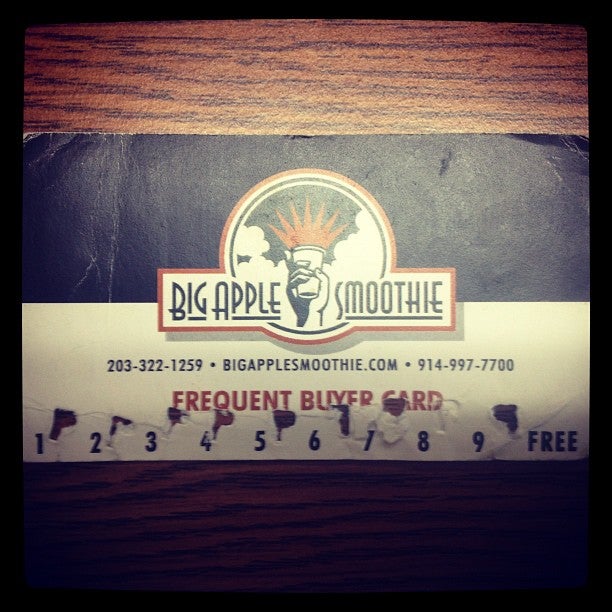 BIG APPLE SMOOTHIE
203-322-1259 • BIGAPPLESMOOTHIE.COM • 914-997-7700
FREQUENT BUYER CARD
1 2 3 4 5 6 7 8 9 FREE